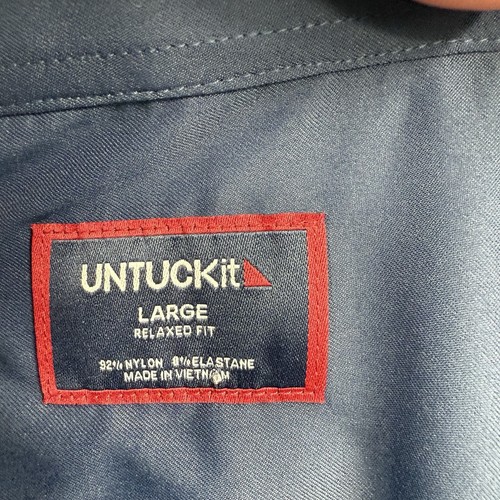 UNTUCKit
LARGE
RELAXED FIT
92% NYLON 8% ELASTANE
MADE IN VIETNAM